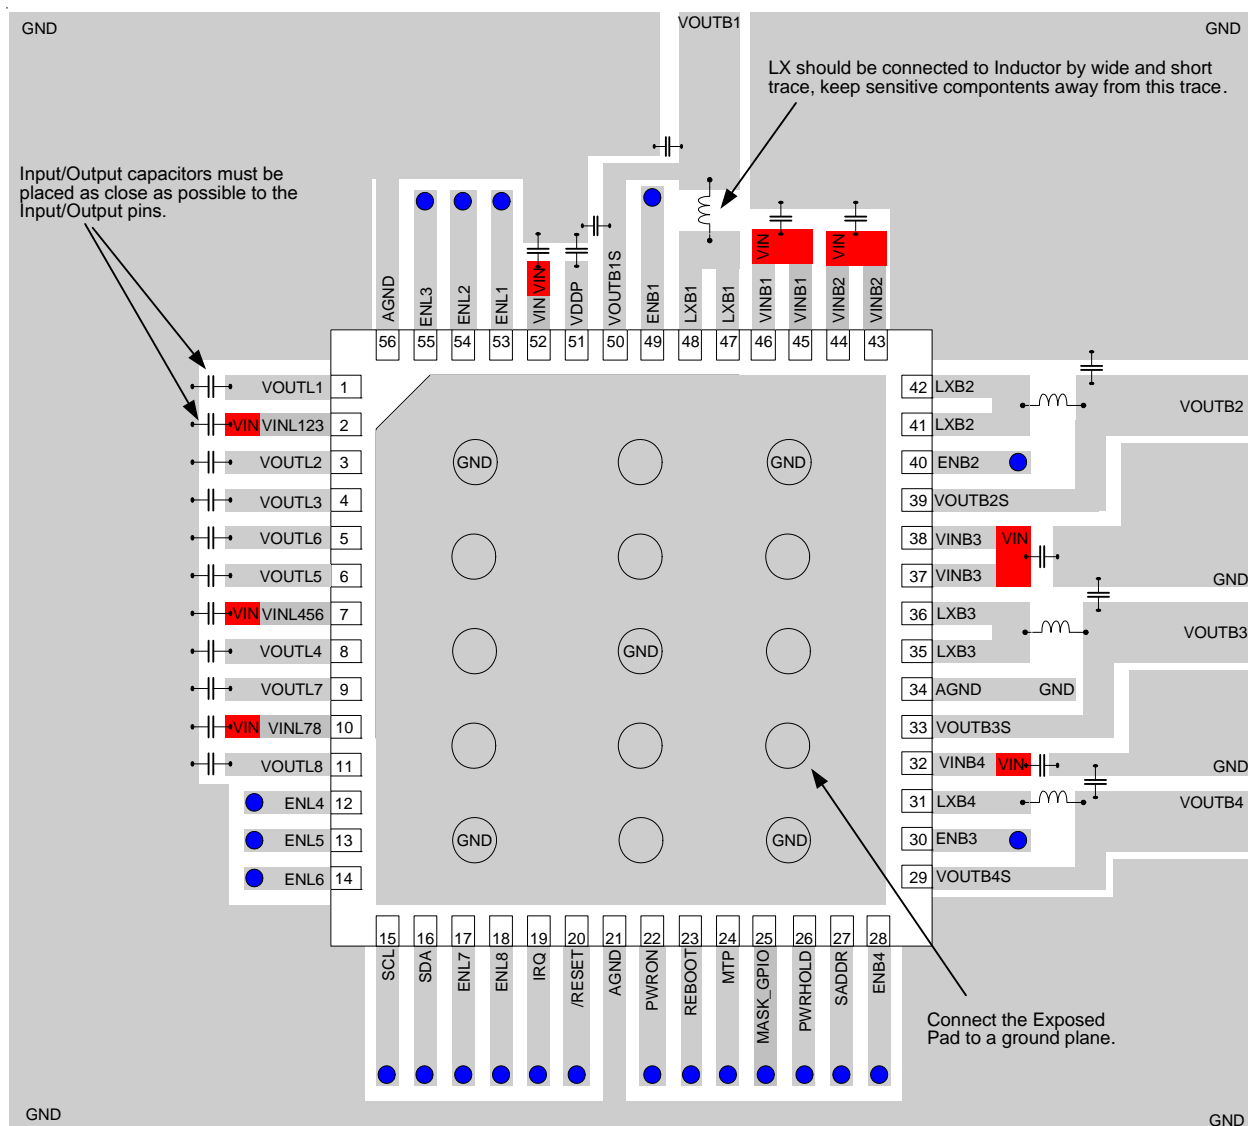 GND
VOUTB1
GND
LX should be connected to Inductor by wide and short
trace, keep sensitive compontents away from this trace.
Input/Output capacitors must be
placed as close as possible to the
Input/Output pins.
AGND
ENL3
ENL2
ENL1
VIN VIN
VDDP
VOUTB1S
ENB1
LXB1
LXB1
VINB1 VIN
VINB1
VINB2 VIN
VINB2
56 55 54 53 52 51 50 49 48 47 46 45 44 43
VOUTL1 1
VIN VINL123 2
VOUTL2 3
VOUTL3 4
VOUTL6 5
VOUTL5 6
VIN VINL456 7
VOUTL4 8
VOUTL7 9
VIN VINL78 10
VOUTL8 11
ENL4 12
ENL5 13
ENL6 14
GND GND
GND
GND GND
42 LXB2
VOUTB2
41 LXB2
40 ENB2
39 VOUTB2S
38 VINB3 VIN
37 VINB3
GND
36 LXB3
VOUTB3
35 LXB3
34 AGND GND
33 VOUTB3S
32 VINB4 VIN
GND
31 LXB4
VOUTB4
30 ENB3
29 VOUTB4S
15 16 17 18 19 20 21 22 23 24 25 26 27 28
SCL
SDA
ENL7
ENL8
IRQ
/RESET
AGND
PWRON
REBOOT
MTP
MASK_GPIO
PWRHOLD
SADDR
ENB4
Connect the Exposed
Pad to a ground plane.
GND
GND